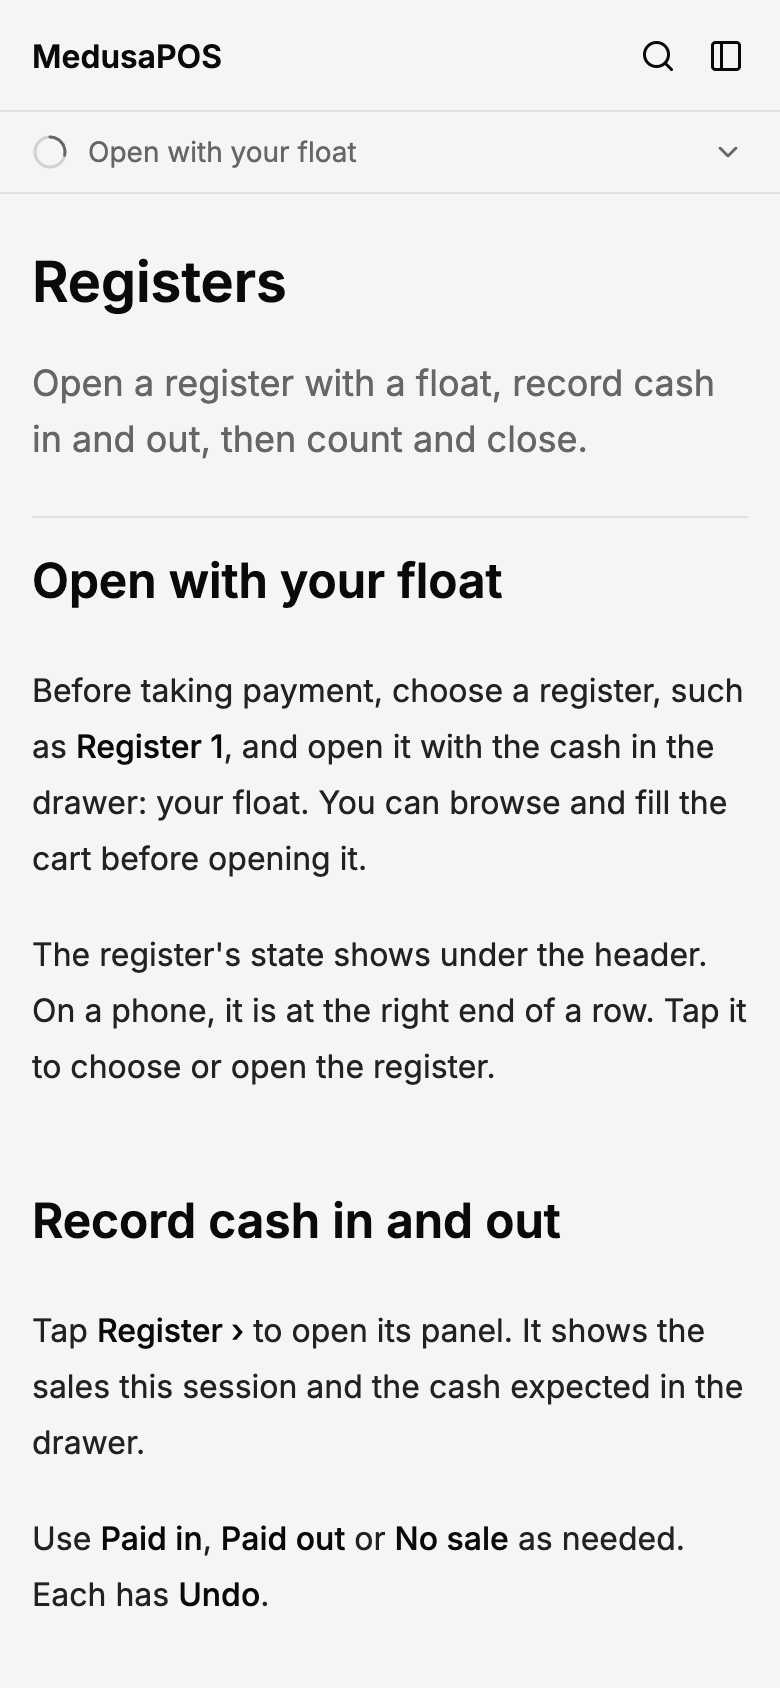 MedusaPOS
Open with your float
Registers
Open a register with a float, record cash
in and out, then count and close.
Open with your float
Before taking payment, choose a register, such
as Register 1, and open it with the cash in the
drawer: your float. You can browse and fill the
cart before opening it.
The register's state shows under the header.
On a phone, it is at the right end of a row. Tap it
to choose or open the register.
Record cash in and out
Tap Register › to open its panel. It shows the
sales this session and the cash expected in the
drawer.
Use Paid in, Paid out or No sale as needed.
Each has Undo.